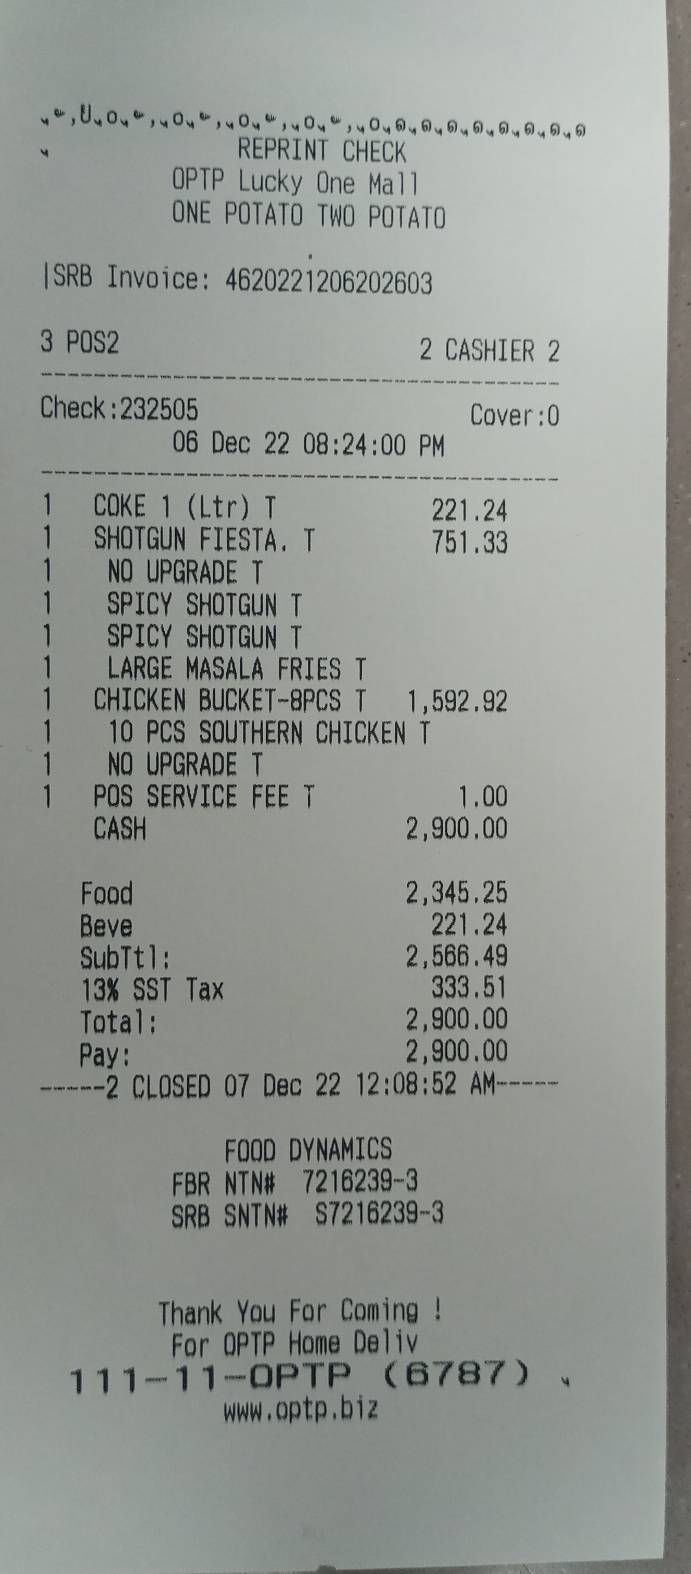 REPRINT CHECK
OPTP Lucky One Mall
ONE POTATO TWO POTATO
|SRB Invoice: 4620221206202603
3 POS2 2 CASHIER 2
Check:232505 Cover:0
06 Dec 22 08:24:00 PM
1 COKE 1 (Ltr) T 221.24
1 SHOTGUN FIESTA. T 751.33
1 NO UPGRADE T
1 SPICY SHOTGUN T
1 SPICY SHOTGUN T
1 LARGE MASALA FRIES T
1 CHICKEN BUCKET-8PCS T 1,592.92
1 10 PCS SOUTHERN CHICKEN T
1 NO UPGRADE T
1 POS SERVICE FEE T 1.00
CASH 2,900.00
Food 2,345.25
Beve 221.24
SubTtl: 2,566.49
13% SST Tax 333.51
Total: 2,900.00
Pay: 2,900.00
-----2 CLOSED 07 Dec 22 12:08:52 AM-----
FOOD DYNAMICS
FBR NTN# 7216239-3
SRB SNTN# S7216239-3
Thank You For Coming !
For OPTP Home Deliv
111-11-OPTP (6787)
www.optp.biz